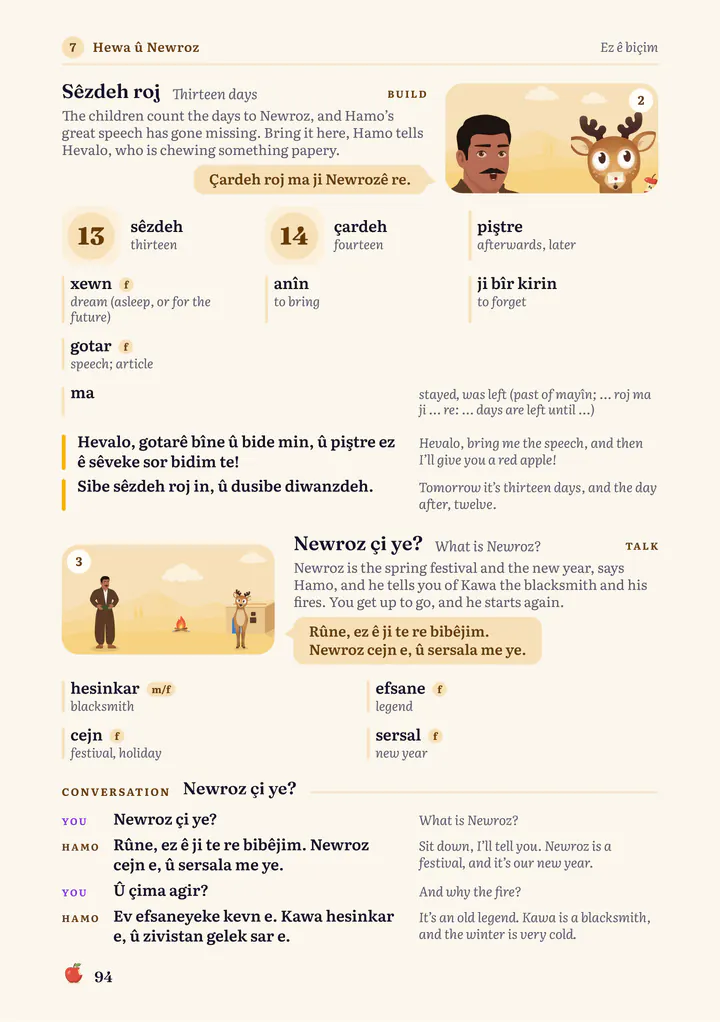 7 Hewa û Newroz
Ez ê biçim
Sêzdeh roj Thirteen days
BUILD
The children count the days to Newroz, and Hamo’s
great speech has gone missing. Bring it here, Hamo tells
Hevalo, who is chewing something papery.
Çardeh roj ma ji Newrozê re.
2
13 sêzdeh
thirteen
14 çardeh
fourteen
piştre
afterwards, later
xewn f
dream (asleep, or for the
future)
anîn
to bring
ji bîr kirin
to forget
gotar f
speech; article
ma
stayed, was left (past of mayîn; ... roj ma
ji ... re: ... days are left until ...)
Hevalo, gotarê bîne û bide min, û piştre ez
ê sêveke sor bidim te!
Hevalo, bring me the speech, and then
I’ll give you a red apple!
Sibe sêzdeh roj in, û dusibe diwanzdeh.
Tomorrow it’s thirteen days, and the day
after, twelve.
3
Newroz çi ye? What is Newroz?
TALK
Newroz is the spring festival and the new year, says
Hamo, and he tells you of Kawa the blacksmith and his
fires. You get up to go, and he starts again.
Rûne, ez ê ji te re bibêjim.
Newroz cejn e, û sersala me ye.
hesinkar m/f
blacksmith
efsane f
legend
cejn f
festival, holiday
sersal f
new year
CONVERSATION Newroz çi ye?
YOU Newroz çi ye?
What is Newroz?
HAMO Rûne, ez ê ji te re bibêjim. Newroz
cejn e, û sersala me ye.
Sit down, I’ll tell you. Newroz is a
festival, and it’s our new year.
YOU Û çima agir?
And why the fire?
HAMO Ev efsaneyeke kevn e. Kawa hesinkar
e, û zivistan gelek sar e.
It’s an old legend. Kawa is a blacksmith,
and the winter is very cold.
94